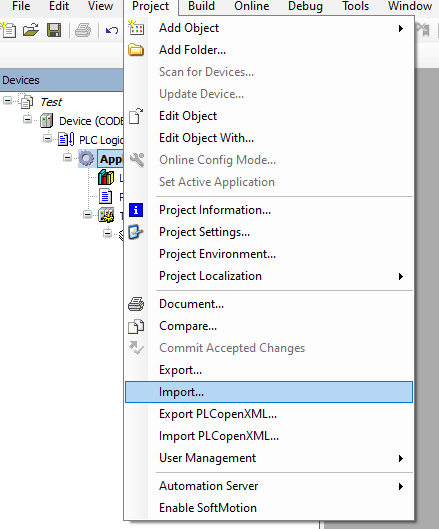 File Edit View Project Build Online Debug Tools Window
Devices
Test
Device (CODE
PLC Logic
Appl
Add Object
Add Folder...
Scan for Devices...
Update Device...
Edit Object
Edit Object With...
Online Config Mode...
Set Active Application
Project Information...
Project Settings...
Project Environment...
Project Localization
Document...
Compare...
Commit Accepted Changes
Export...
Import...
Export PLCopenXML...
Import PLCopenXML...
User Management
Automation Server
Enable SoftMotion